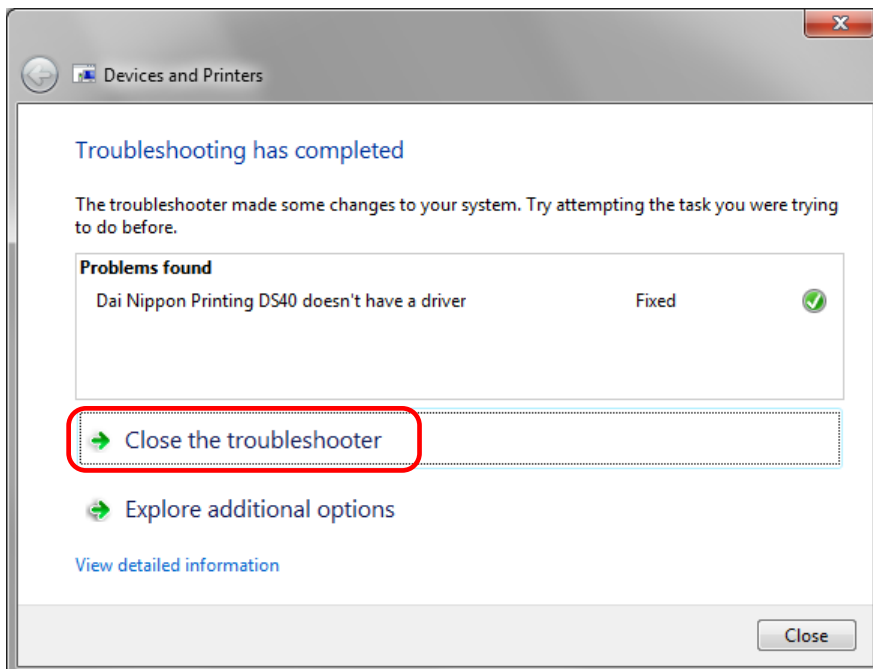 Devices and Printers
Troubleshooting has completed
The troubleshooter made some changes to your system. Try attempting the task you were trying
to do before.
Problems found
Dai Nippon Printing DS40 doesn't have a driver Fixed
Close the troubleshooter
Explore additional options
View detailed information
Close